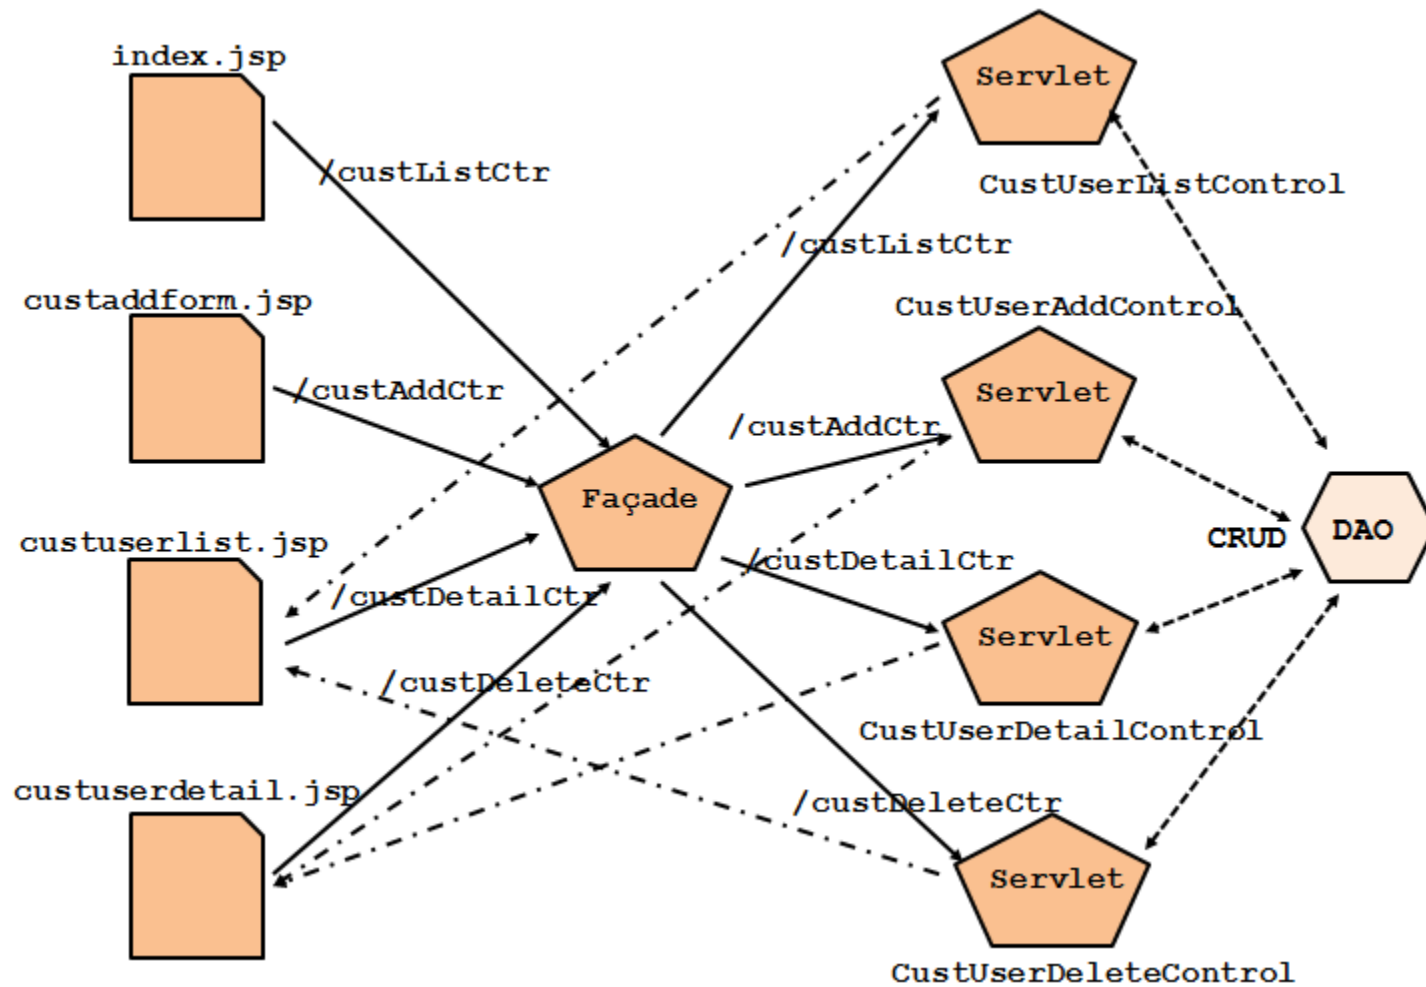 index.jsp
Servlet
/custListCtr
CustUserListControl
/custListCtr
custaddform.jsp
CustUserAddControl
/custAddCtr
Servlet
/custAddCtr
Façade
DAO
CRUD
custuserlist.jsp
/custDetailCtr
/custDetailCtr
Servlet
/custDeleteCtr
CustUserDetailControl
custuserdetail.jsp
/custDeleteCtr
Servlet
CustUserDeleteControl